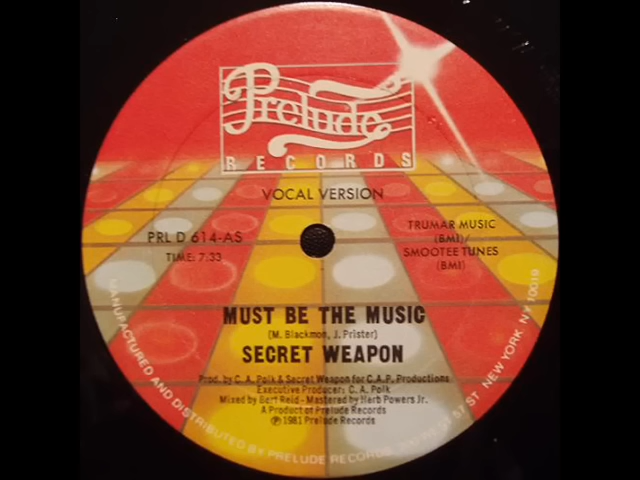 Prelude
RECORDS
VOCAL VERSION
PRL D 614-AS
TIME: 7:33
TRUMAR MUSIC
(BMI)/
SMOOTEE TUNES
(BMI)
MUST BE THE MUSIC
(M. Blackmon, J. Prister)
SECRET WEAPON
Prod. by C. A. Polk & Secret Weapon for C.A.P. Productions
Executive Producer: C. A. Polk
Mixed by Bert Reid - Mastered by Herb Powers Jr.
A Product of Prelude Records
℗ 1981 Prelude Records
MANUFACTURED AND DISTRIBUTED BY PRELUDE RECORDS, 57 ST NEW YORK NY 10019